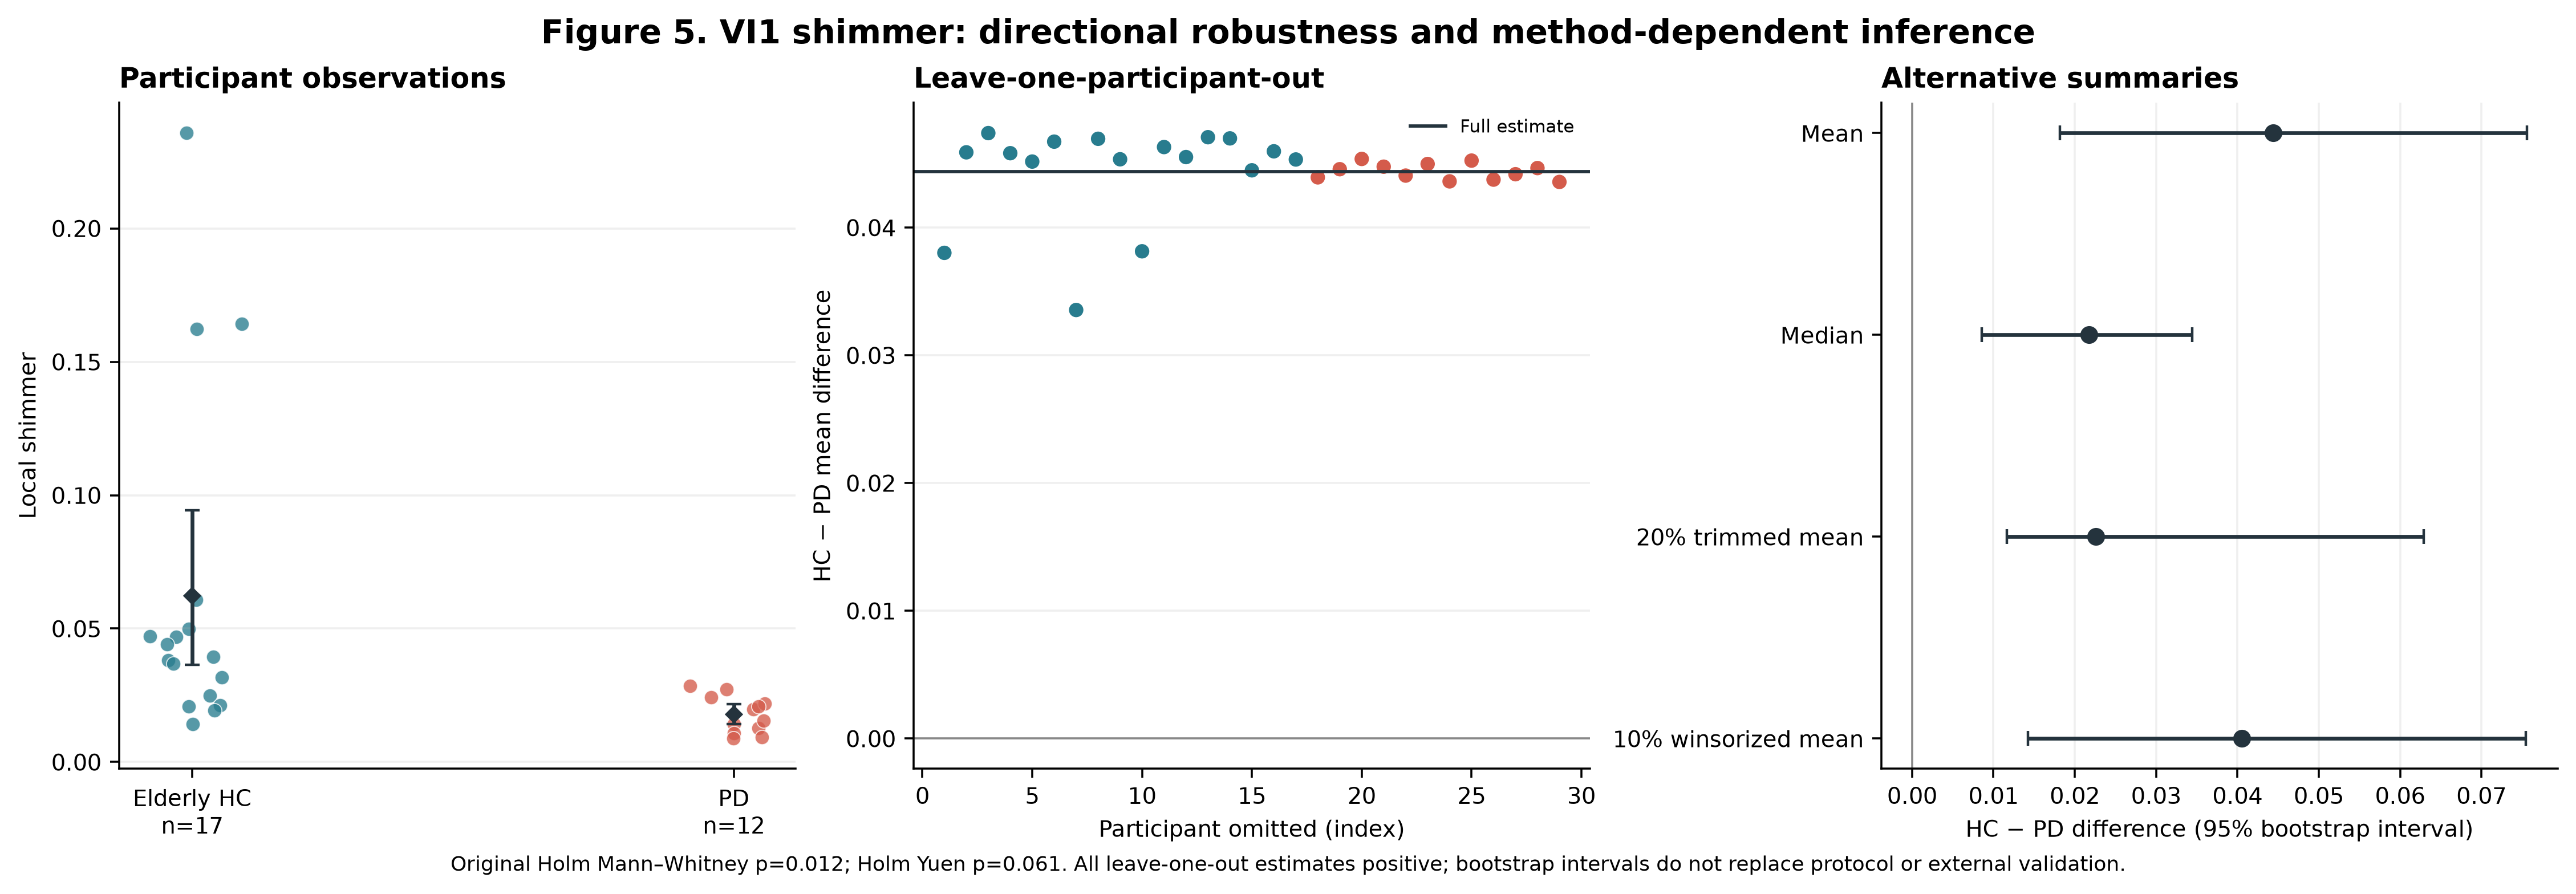 Figure 5. VI1 shimmer: directional robustness and method-dependent inference
Participant observations
Local shimmer
0.20
0.15
0.10
0.05
0.00
Elderly HC
n=17
PD
n=12
Leave-one-participant-out
Full estimate
HC − PD mean difference
0.04
0.03
0.02
0.01
0.00
0
5
10
15
20
25
30
Participant omitted (index)
Alternative summaries
Mean
Median
20% trimmed mean
10% winsorized mean
0.00
0.01
0.02
0.03
0.04
0.05
0.06
0.07
HC − PD difference (95% bootstrap interval)
Original Holm Mann–Whitney p=0.012; Holm Yuen p=0.061. All leave-one-out estimates positive; bootstrap intervals do not replace protocol or external validation.